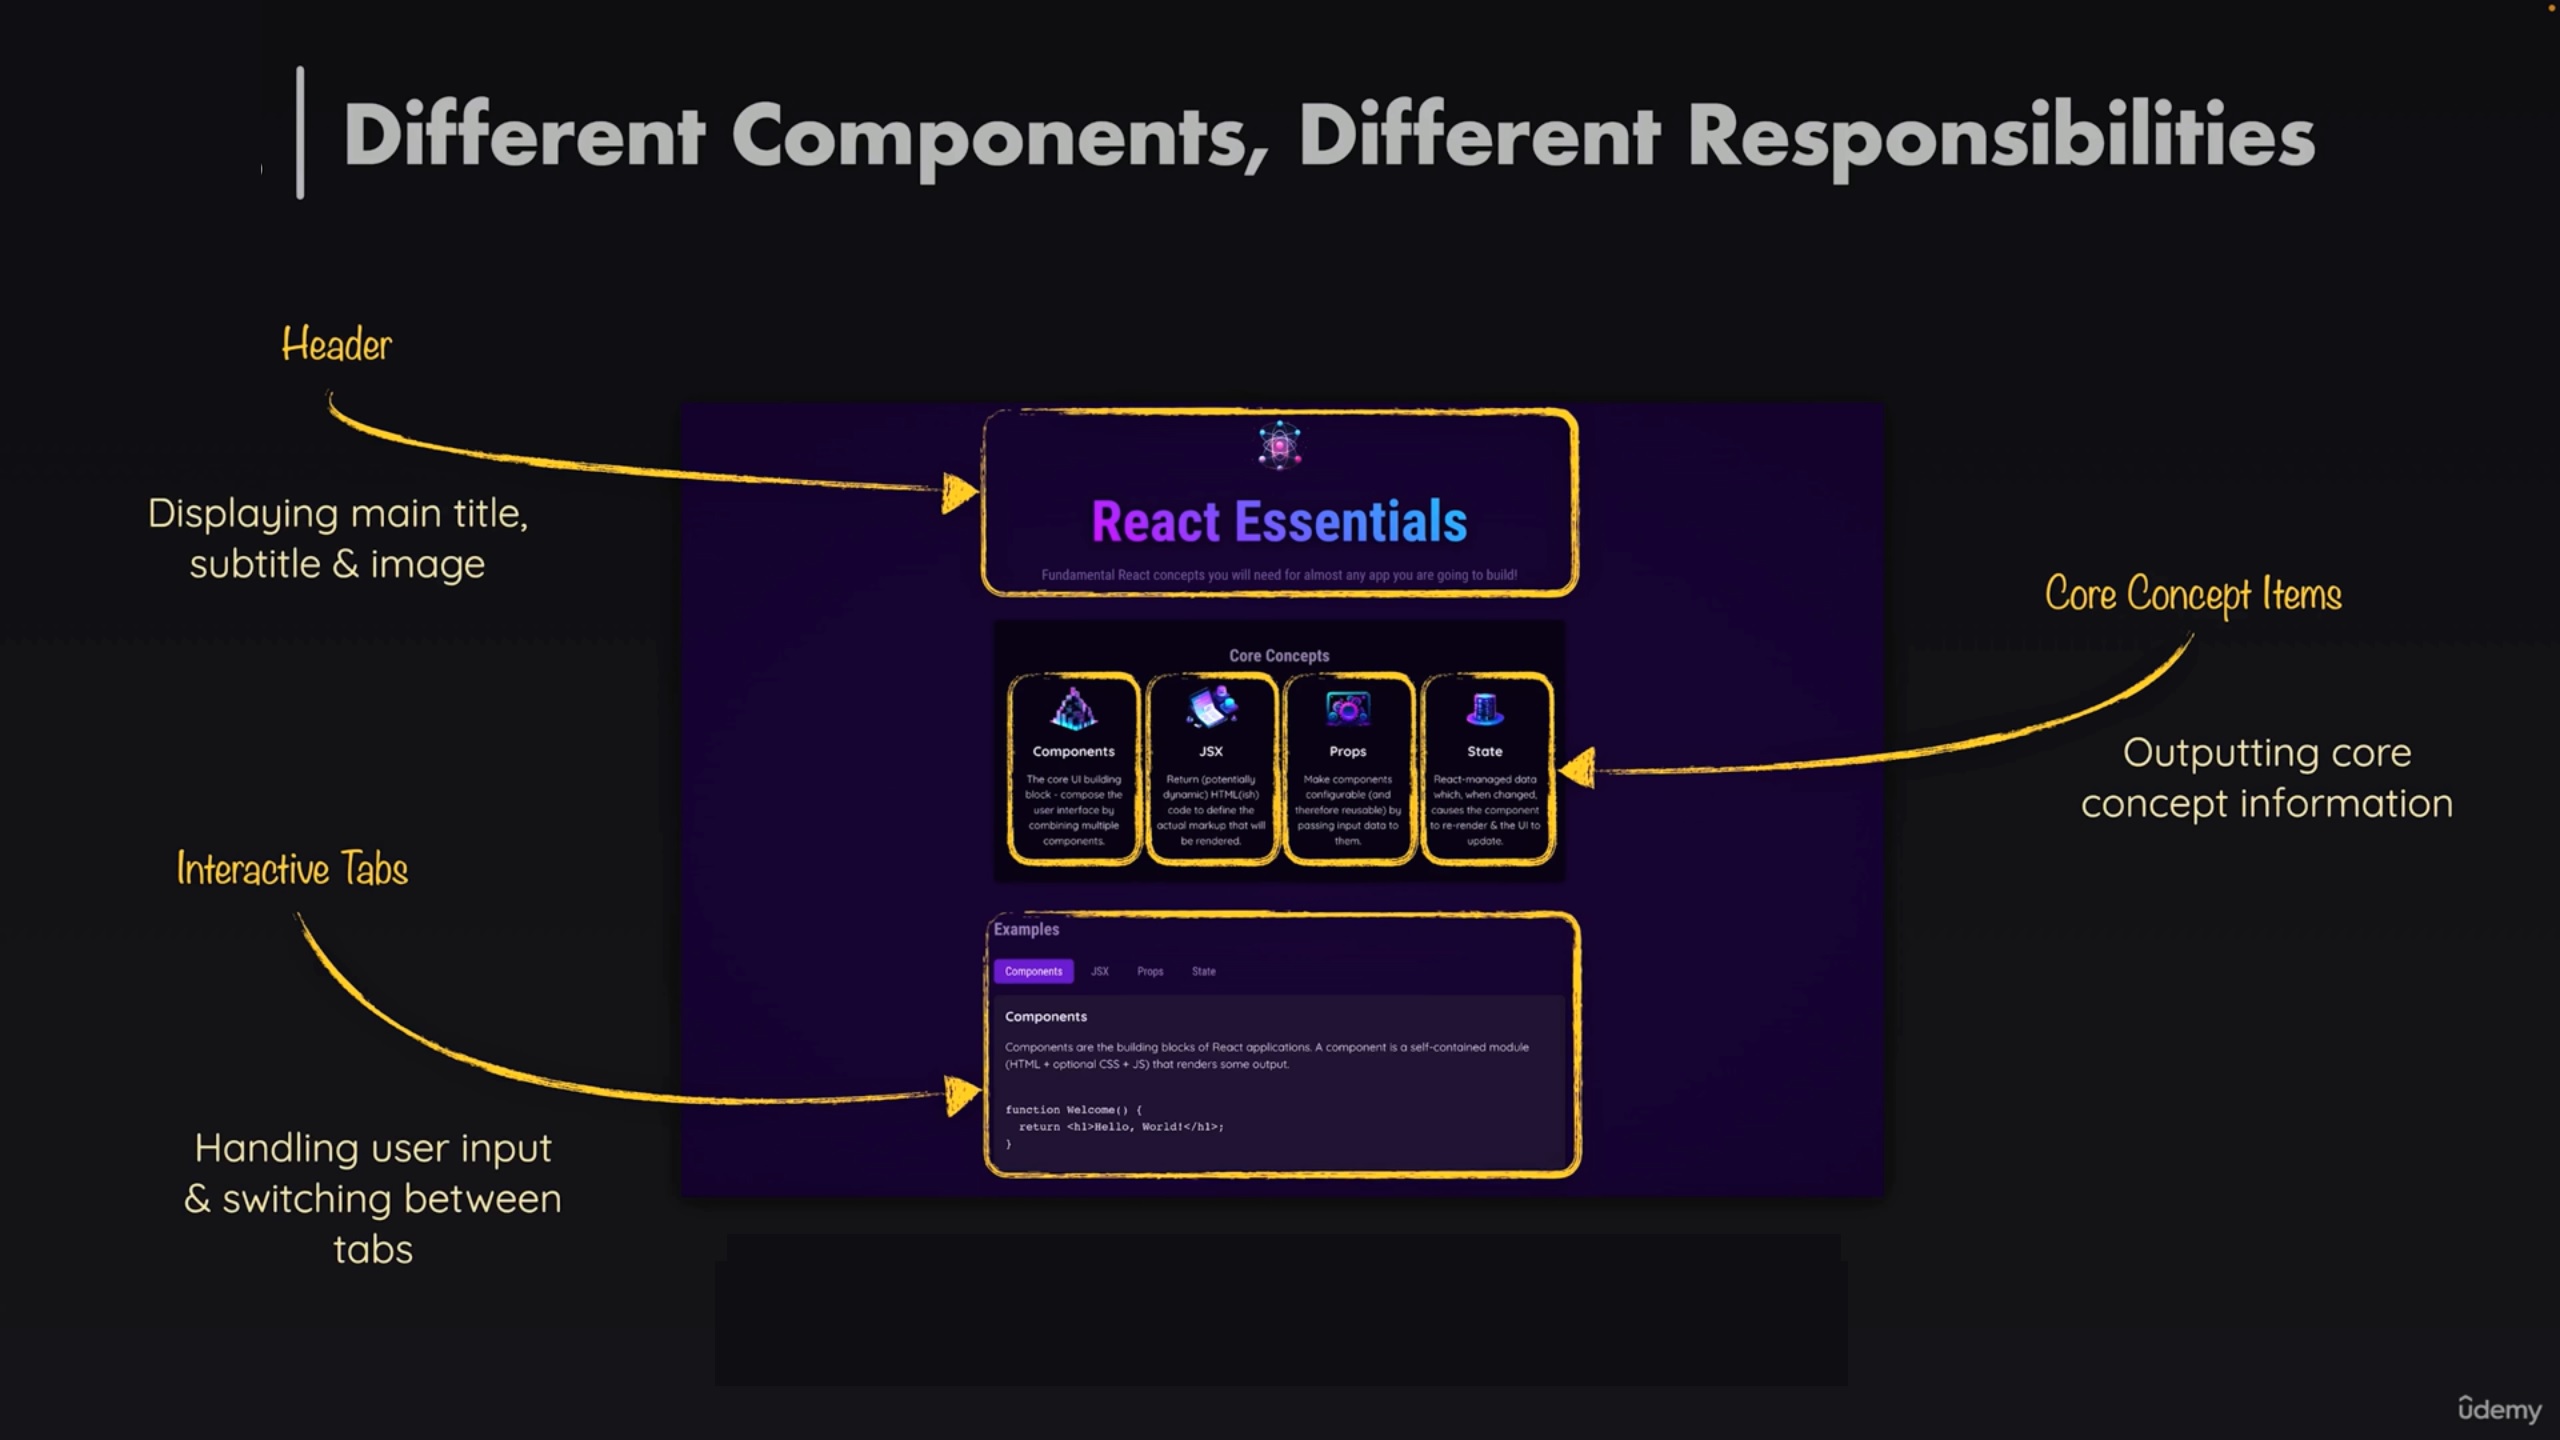 Different Components, Different Responsibilities
Header
Displaying main title,
subtitle & image
React Essentials
Fundamental React concepts you will need for almost any app you are going to build!
Core Concept Items
Outputting core
concept information
Core Concepts
Components
The core UI building
block - compose the
user interface by
combining multiple
components.
JSX
Return (potentially
dynamic) HTML(ish)
code to define the
actual markup that will
be rendered.
Props
Make components
configurable (and
therefore reusable) by
passing input data to
them.
State
React-managed data
which, when changed,
causes the component
to re-render & the UI to
update.
Interactive Tabs
Handling user input
& switching between
tabs
Examples
Components JSX Props State
Components
Components are the building blocks of React applications. A component is a self-contained module
(HTML + optional CSS + JS) that renders some output.
function Welcome() {
  return <h1>Hello, World!</h1>;
}
ûdemy